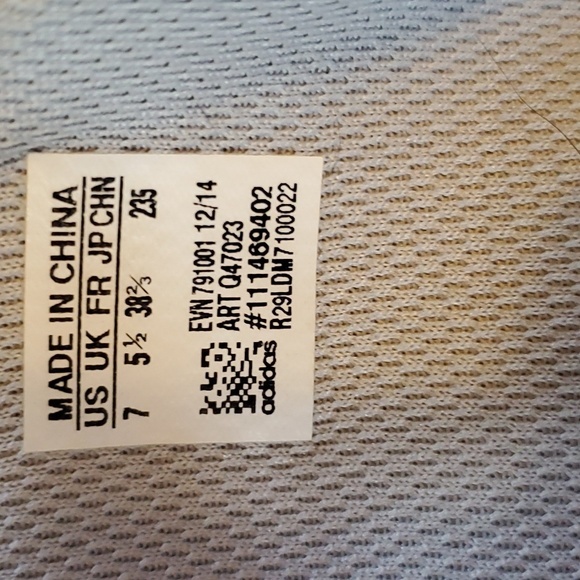 MADE IN CHINA
US UK FR JP CHN
7 5½ 38⅔ 235
EVN 791001 12/14
ART Q47023
#111469402
R29LDM7100022
adidas